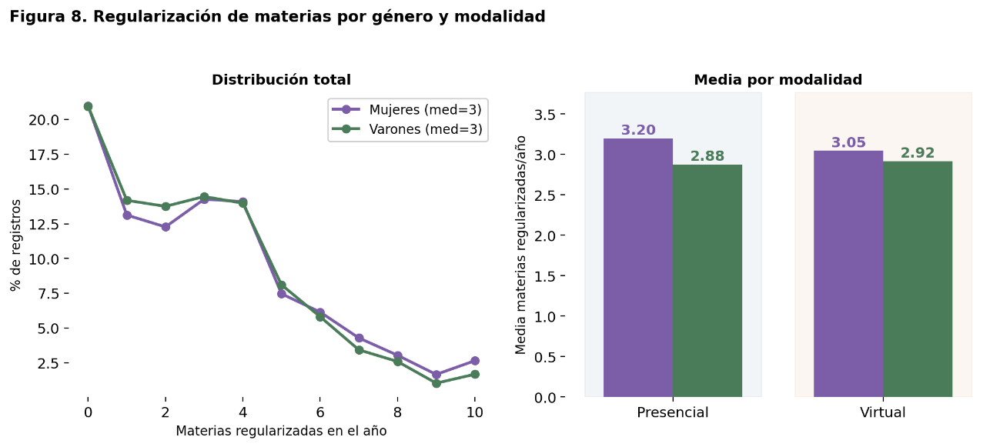 Figura 8. Regularización de materias por género y modalidad
Distribución total
Mujeres (med=3)
Varones (med=3)
% de registros
20.0
17.5
15.0
12.5
10.0
7.5
5.0
2.5
0 2 4 6 8 10
Materias regularizadas en el año
Media por modalidad
Media materias regularizadas/año
3.5
3.0
2.5
2.0
1.5
1.0
0.5
0.0
3.20
2.88
3.05
2.92
Presencial
Virtual